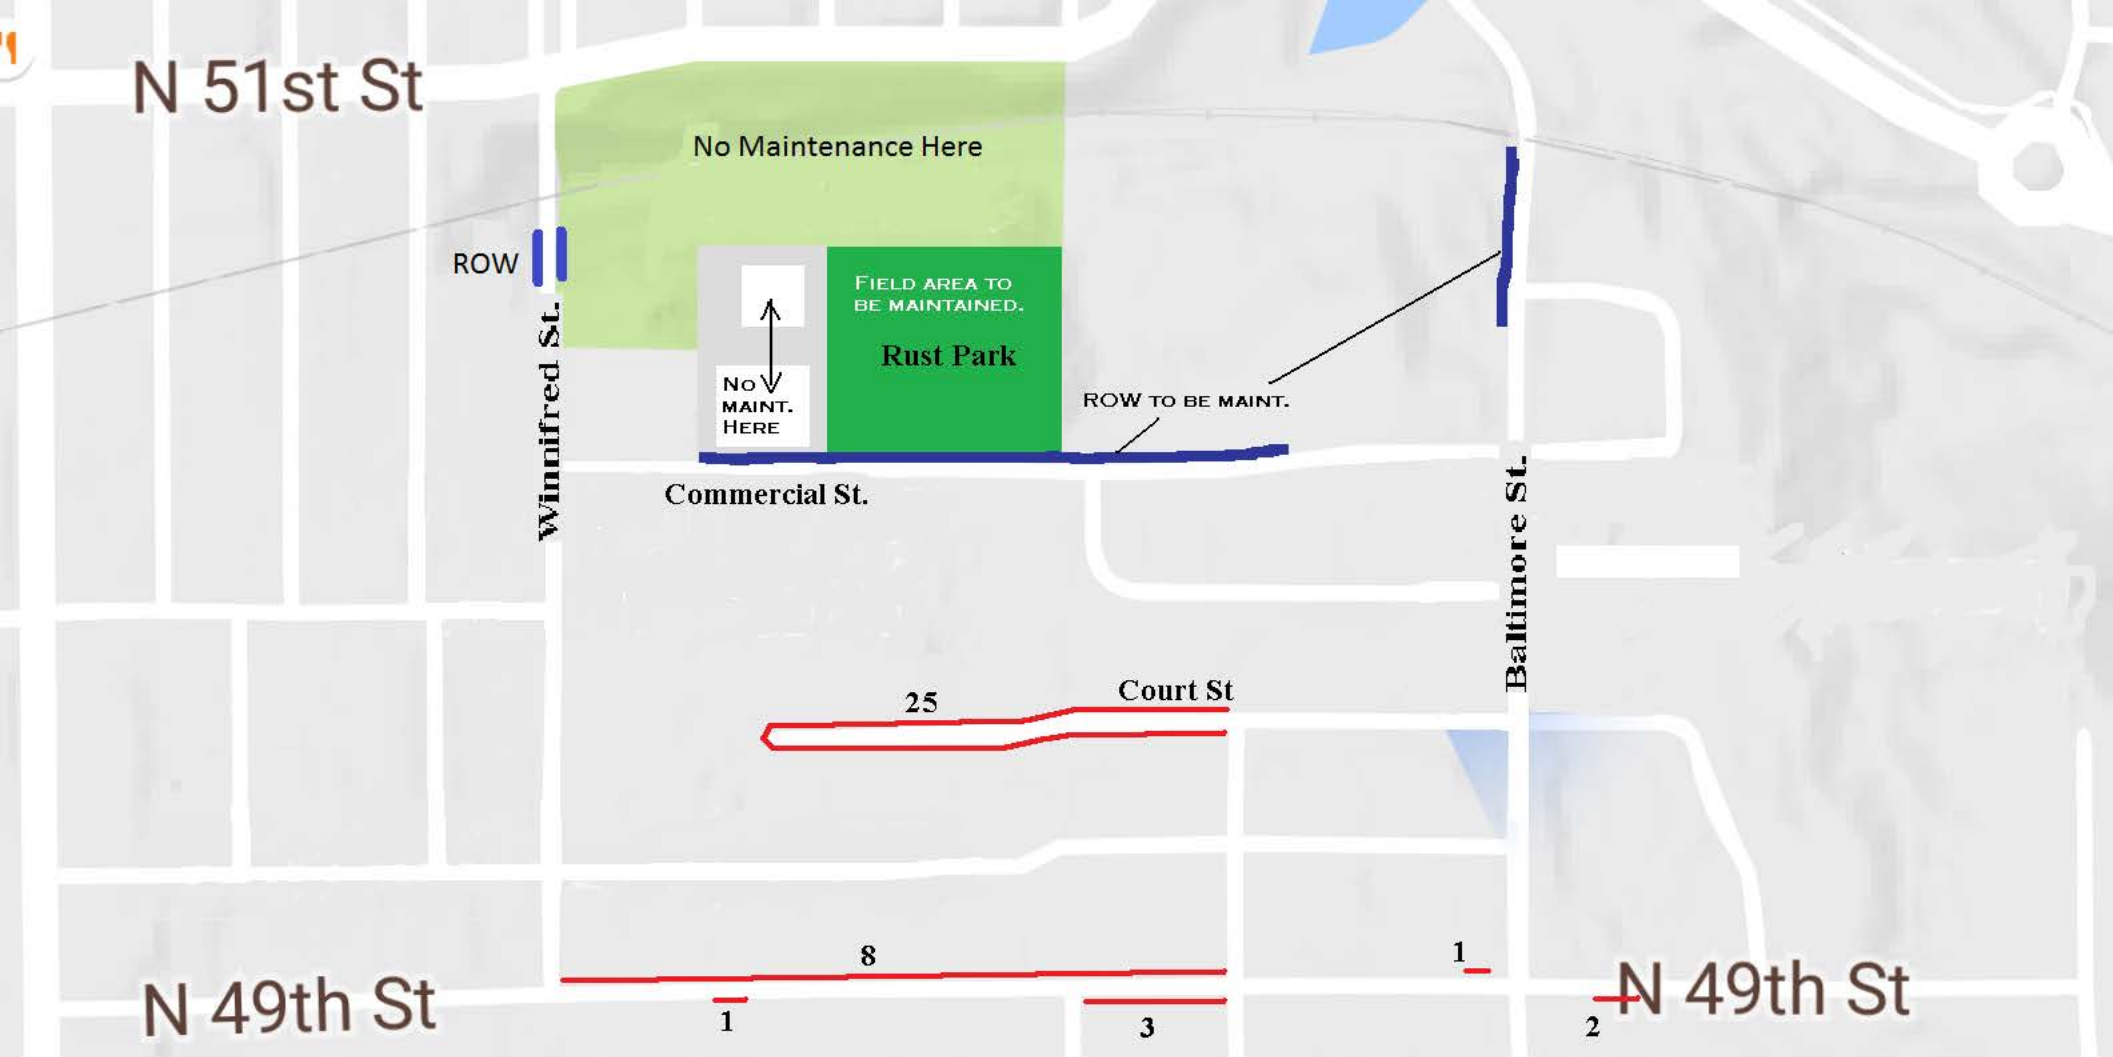 N 51st St
No Maintenance Here
ROW
FIELD AREA TO
BE MAINTAINED.
Rust Park
NO
MAINT.
HERE
ROW TO BE MAINT.
Winnifred St.
Commercial St.
Baltimore St.
25
Court St
8
1
N 49th St
1
3
2
N 49th St